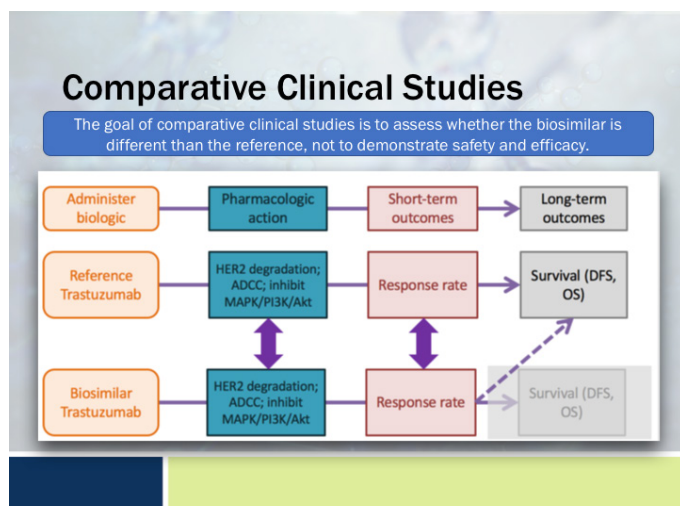 Comparative Clinical Studies
The goal of comparative clinical studies is to assess whether the biosimilar is
different than the reference, not to demonstrate safety and efficacy.
Administer
biologic
Pharmacologic
action
Short-term
outcomes
Long-term
outcomes
Reference
Trastuzumab
HER2 degradation;
ADCC; inhibit
MAPK/PI3K/Akt
Response rate
Survival (DFS,
OS)
Biosimilar
Trastuzumab
HER2 degradation;
ADCC; inhibit
MAPK/PI3K/Akt
Response rate
Survival (DFS,
OS)